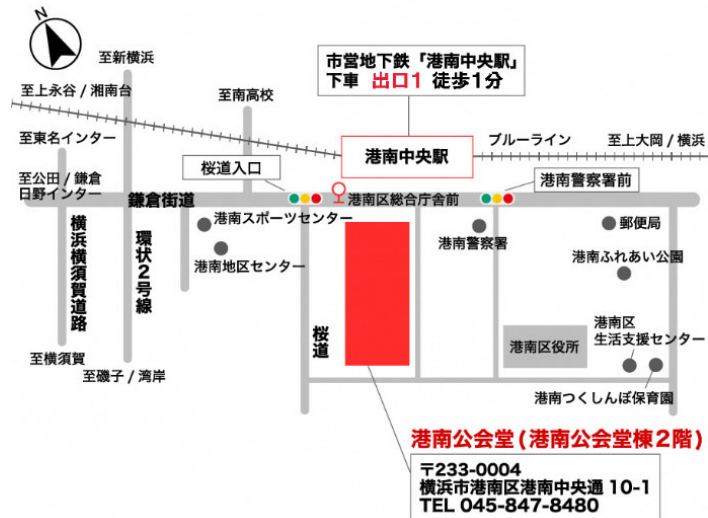 N
至新横浜
市営地下鉄「港南中央駅」
下車 出口1 徒歩1分
至上永谷 / 湘南台
至南高校
至東名インター
港南中央駅
ブルーライン
至上大岡 / 横浜
桜道入口
港南警察署前
至公田 / 鎌倉
日野インター
鎌倉街道
港南区総合庁舎前
港南スポーツセンター
港南地区センター
港南警察署
郵便局
港南ふれあい公園
横浜横須賀道路
環状2号線
桜道
港南区役所
港南区
生活支援センター
至横須賀
至磯子 / 湾岸
港南つくしんぼ保育園
港南公会堂 (港南公会堂棟2階)
〒233-0004
横浜市港南区港南中央通 10-1
TEL 045-847-8480